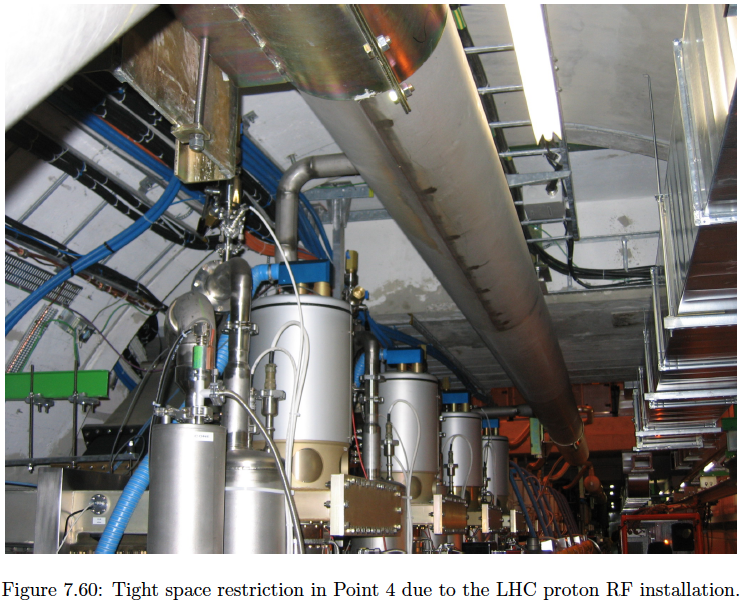 Figure 7.60: Tight space restriction in Point 4 due to the LHC proton RF installation.